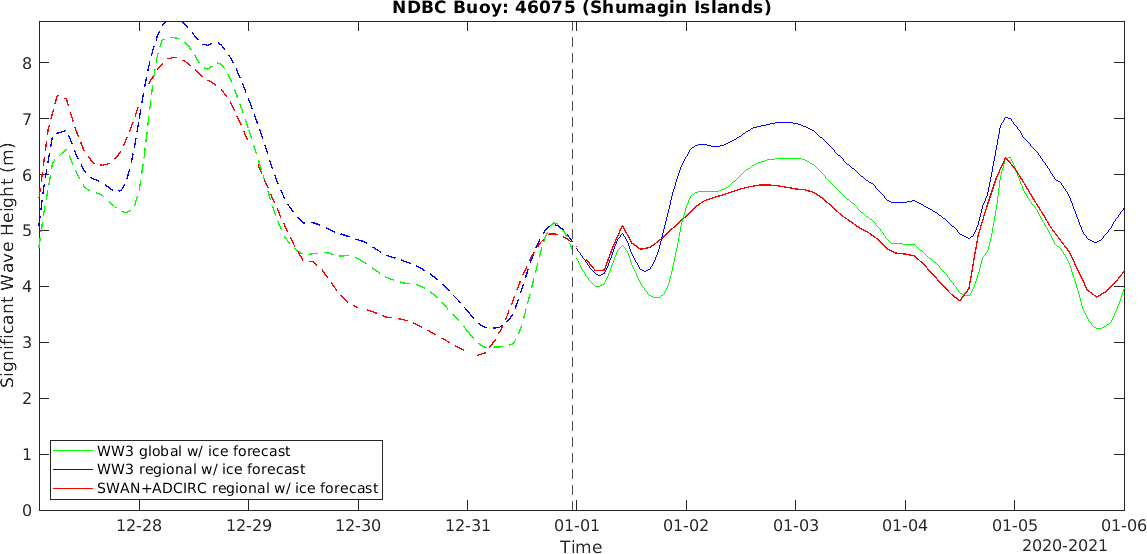 NDBC Buoy: 46075 (Shumagin Islands)
Significant Wave Height (m)
8
7
6
5
4
3
2
1
0
WW3 global w/ ice forecast
WW3 regional w/ ice forecast
SWAN+ADCIRC regional w/ ice forecast
12-28 12-29 12-30 12-31 01-01 01-02 01-03 01-04 01-05 01-06
Time
2020-2021